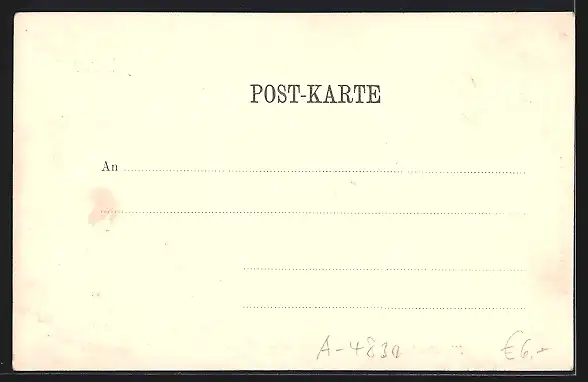 POST-KARTE
An
A-4830 €6,-